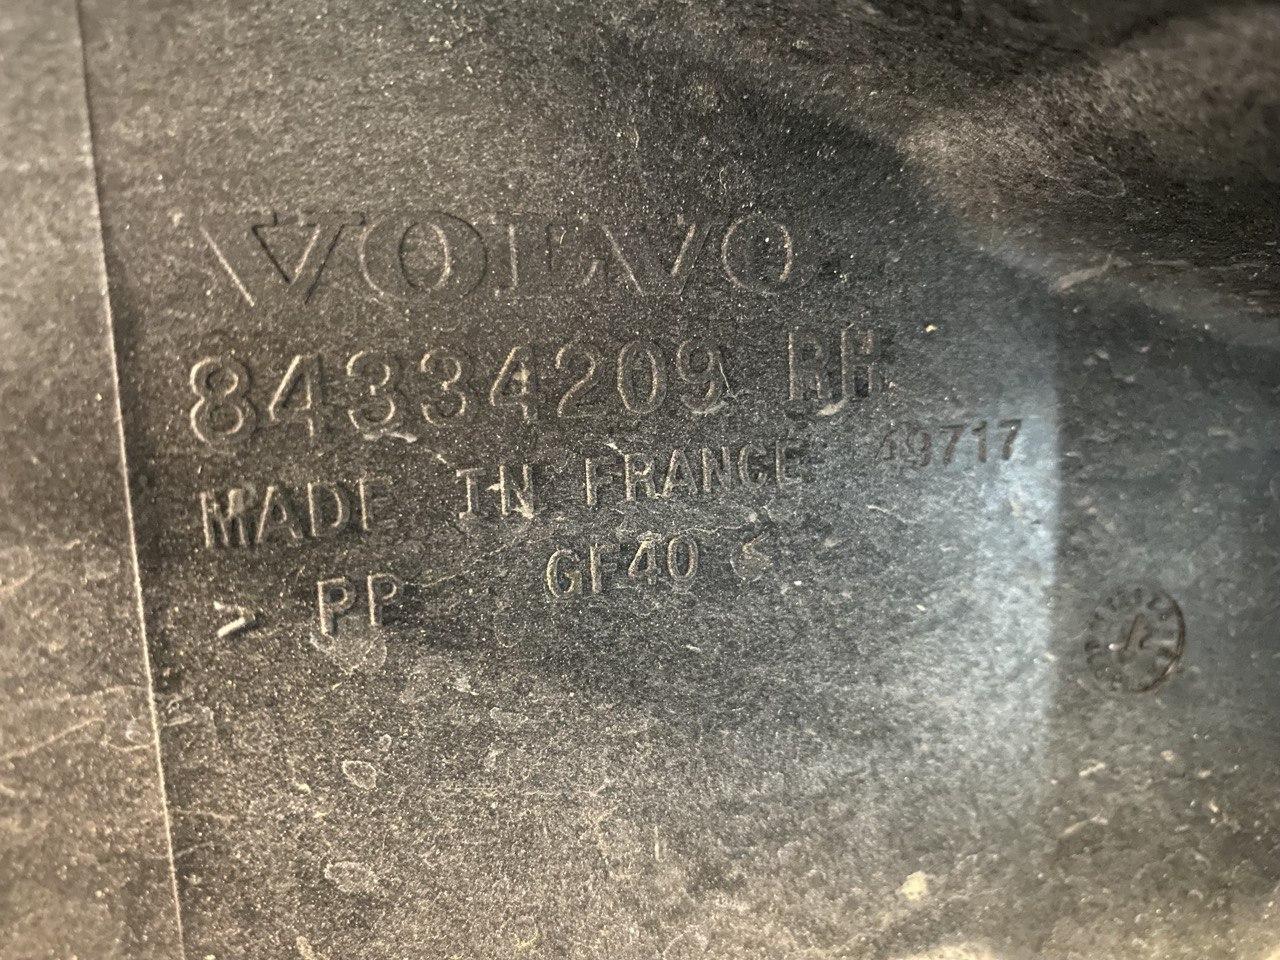 VOLVO
84334209 RH
MADE IN FRANCE 49717
> PP GF40 <